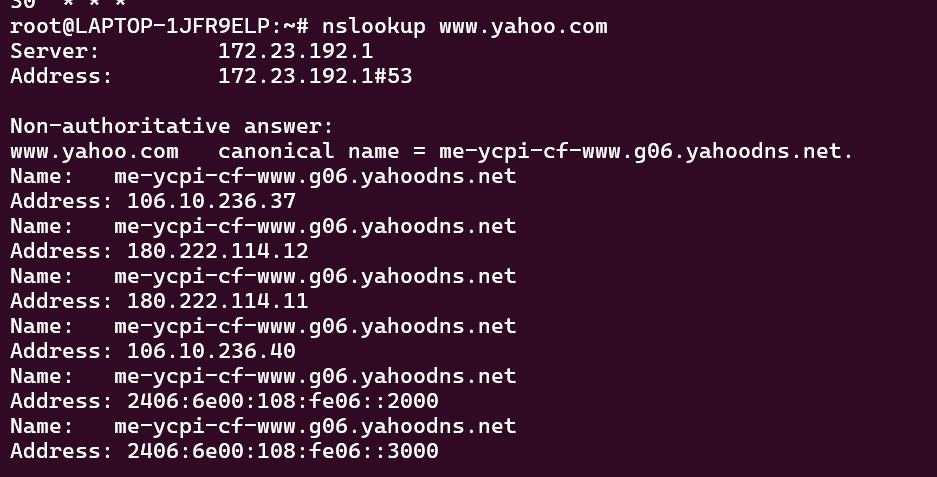 30  * * *
root@LAPTOP-1JFR9ELP:~# nslookup www.yahoo.com
Server:         172.23.192.1
Address:        172.23.192.1#53

Non-authoritative answer:
www.yahoo.com   canonical name = me-ycpi-cf-www.g06.yahoodns.net.
Name:   me-ycpi-cf-www.g06.yahoodns.net
Address: 106.10.236.37
Name:   me-ycpi-cf-www.g06.yahoodns.net
Address: 180.222.114.12
Name:   me-ycpi-cf-www.g06.yahoodns.net
Address: 180.222.114.11
Name:   me-ycpi-cf-www.g06.yahoodns.net
Address: 106.10.236.40
Name:   me-ycpi-cf-www.g06.yahoodns.net
Address: 2406:6e00:108:fe06::2000
Name:   me-ycpi-cf-www.g06.yahoodns.net
Address: 2406:6e00:108:fe06::3000